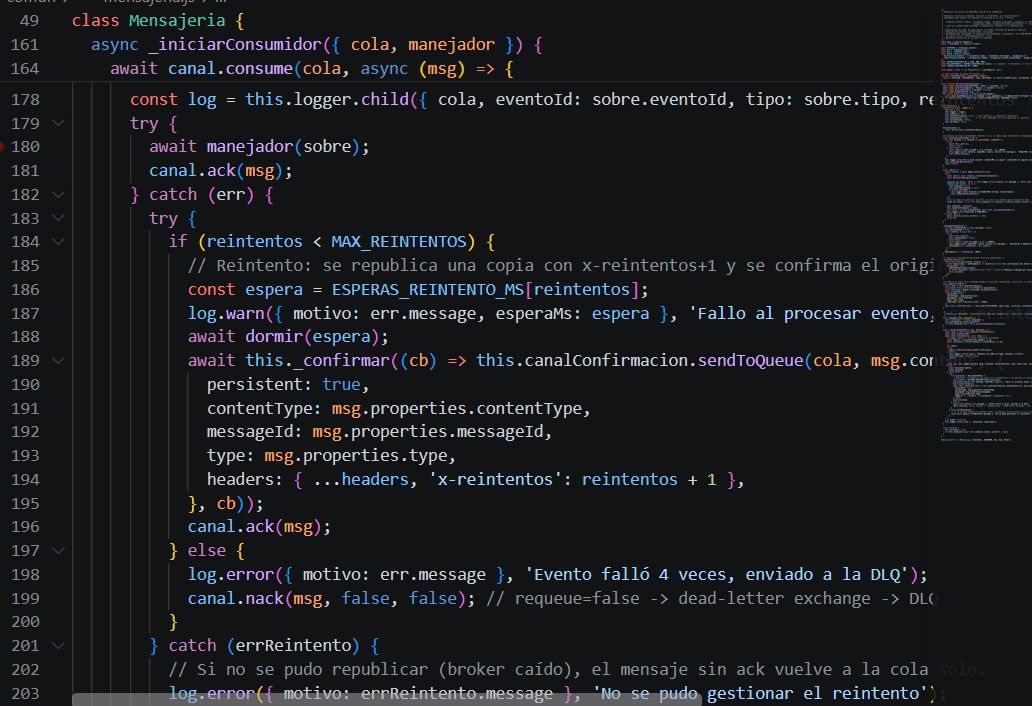 49 class Mensajeria {
161 async _iniciarConsumidor({ cola, manejador }) {
164 await canal.consume(cola, async (msg) => {
178 const log = this.logger.child({ cola, eventoId: sobre.eventoId, tipo: sobre.tipo, re
179 try {
180 await manejador(sobre);
181 canal.ack(msg);
182 } catch (err) {
183 try {
184 if (reintentos < MAX_REINTENTOS) {
185 // Reintento: se republica una copia con x-reintentos+1 y se confirma el origi
186 const espera = ESPERAS_REINTENTO_MS[reintentos];
187 log.warn({ motivo: err.message, esperaMs: espera }, 'Fallo al procesar evento,
188 await dormir(espera);
189 await this._confirmar((cb) => this.canalConfirmacion.sendToQueue(cola, msg.con
190 persistent: true,
191 contentType: msg.properties.contentType,
192 messageId: msg.properties.messageId,
193 type: msg.properties.type,
194 headers: { ...headers, 'x-reintentos': reintentos + 1 },
195 }, cb));
196 canal.ack(msg);
197 } else {
198 log.error({ motivo: err.message }, 'Evento falló 4 veces, enviado a la DLQ');
199 canal.nack(msg, false, false); // requeue=false -> dead-letter exchange -> DLQ
200 }
201 } catch (errReintento) {
202 // Si no se pudo republicar (broker caído), el mensaje sin ack vuelve a la cola solo.
203 log.error({ motivo: errReintento.message }, 'No se pudo gestionar el reintento');